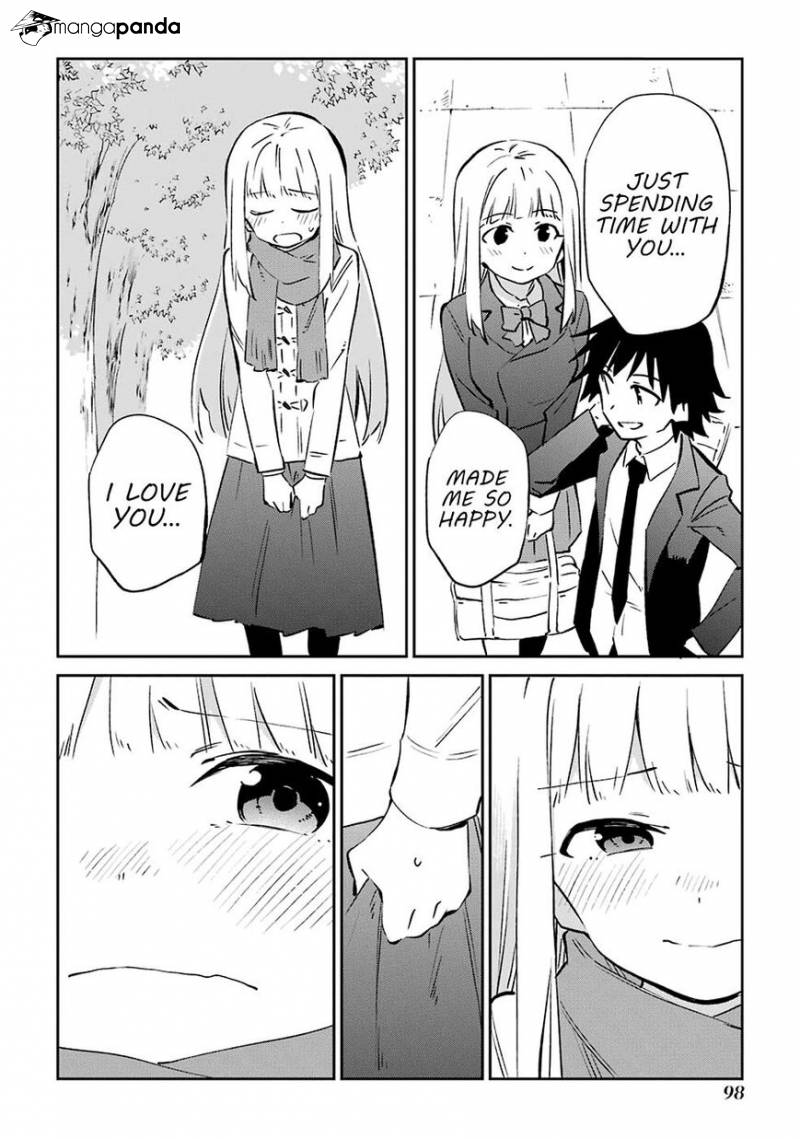 mangapanda
JUST
SPENDING
TIME WITH
YOU...
MADE
ME SO
HAPPY.
I LOVE
YOU...
98